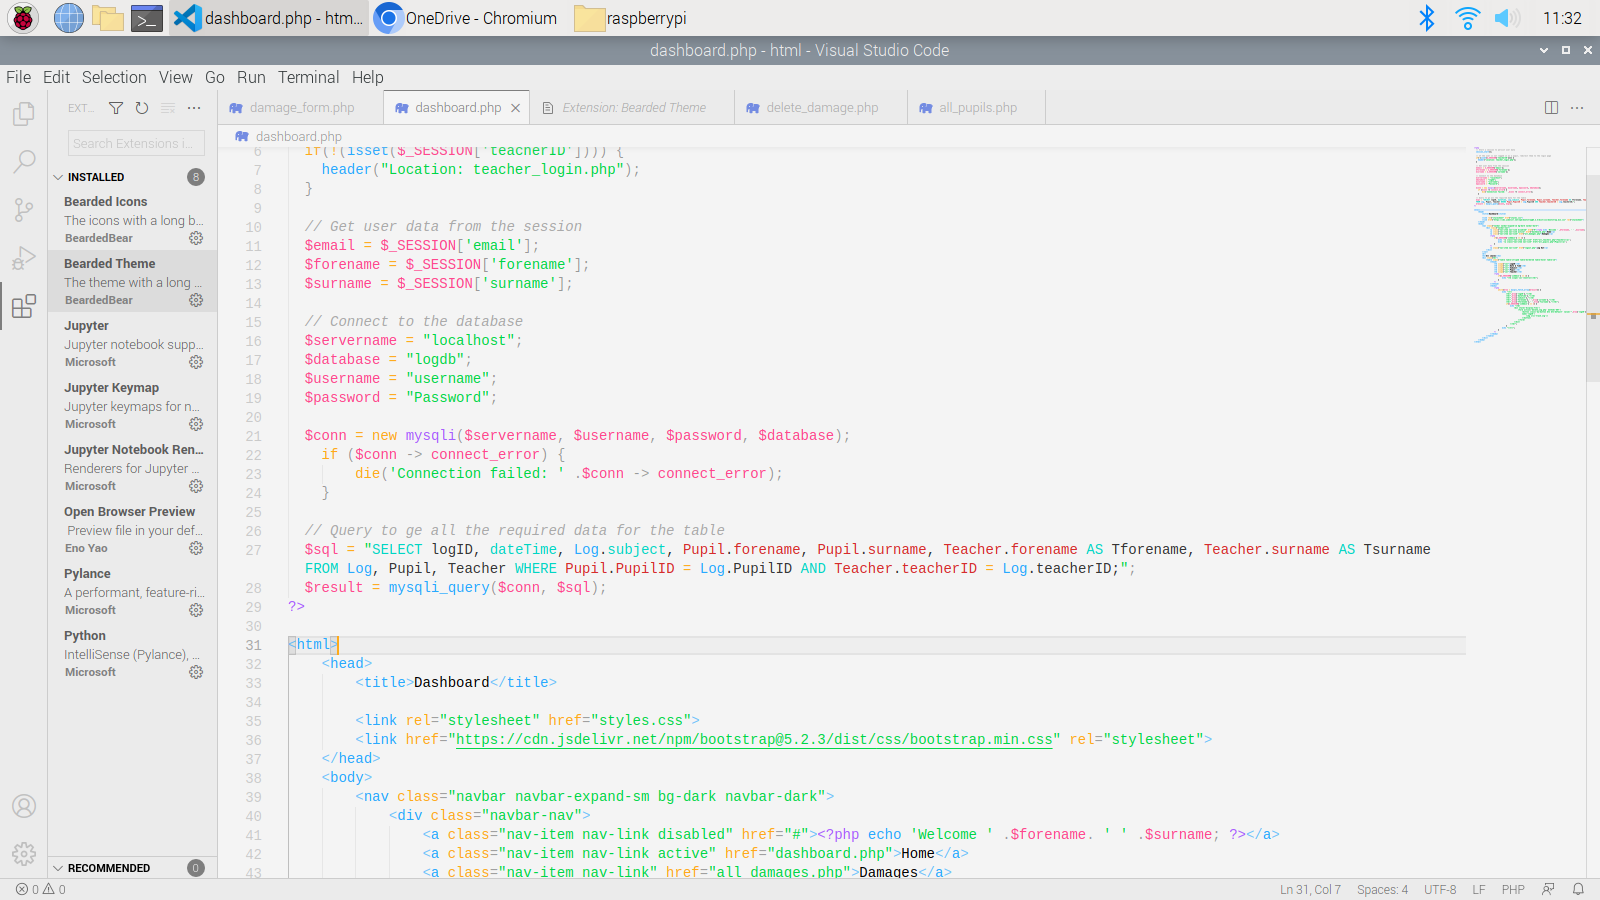 dashboard.php - htm...
OneDrive - Chromium
raspberrypi
11:32
dashboard.php - html - Visual Studio Code
File Edit Selection View Go Run Terminal Help
EXT...
damage_form.php
dashboard.php
Extension: Bearded Theme
delete_damage.php
all_pupils.php
Search Extensions i...
INSTALLED 8
Bearded Icons
The icons with a long b...
BeardedBear
Bearded Theme
The theme with a long ...
BeardedBear
Jupyter
Jupyter notebook supp...
Microsoft
Jupyter Keymap
Jupyter keymaps for n...
Microsoft
Jupyter Notebook Ren...
Renderers for Jupyter ...
Microsoft
Open Browser Preview
Preview file in your def...
Eno Yao
Pylance
A performant, feature-ri...
Microsoft
Python
IntelliSense (Pylance), ...
Microsoft
RECOMMENDED 0
dashboard.php
6 if(!(isset($_SESSION['teacherID']))) {
7 header("Location: teacher_login.php");
8 }
9
10 // Get user data from the session
11 $email = $_SESSION['email'];
12 $forename = $_SESSION['forename'];
13 $surname = $_SESSION['surname'];
14
15 // Connect to the database
16 $servername = "localhost";
17 $database = "logdb";
18 $username = "username";
19 $password = "Password";
20
21 $conn = new mysqli($servername, $username, $password, $database);
22 if ($conn -> connect_error) {
23 die('Connection failed: ' .$conn -> connect_error);
24 }
25
26 // Query to ge all the required data for the table
27 $sql = "SELECT logID, dateTime, Log.subject, Pupil.forename, Pupil.surname, Teacher.forename AS Tforename, Teacher.surname AS Tsurname
FROM Log, Pupil, Teacher WHERE Pupil.PupilID = Log.PupilID AND Teacher.teacherID = Log.teacherID;";
28 $result = mysqli_query($conn, $sql);
29 ?>
30
31 <html>
32 <head>
33 <title>Dashboard</title>
34
35 <link rel="stylesheet" href="styles.css">
36 <link href="https://cdn.jsdelivr.net/npm/bootstrap@5.2.3/dist/css/bootstrap.min.css" rel="stylesheet">
37 </head>
38 <body>
39 <nav class="navbar navbar-expand-sm bg-dark navbar-dark">
40 <div class="navbar-nav">
41 <a class="nav-item nav-link disabled" href="#"><?php echo 'Welcome ' .$forename. ' ' .$surname; ?></a>
42 <a class="nav-item nav-link active" href="dashboard.php">Home</a>
43 <a class="nav-item nav-link" href="all_damages.php">Damages</a>
0 0
Ln 31, Col 7 Spaces: 4 UTF-8 LF PHP